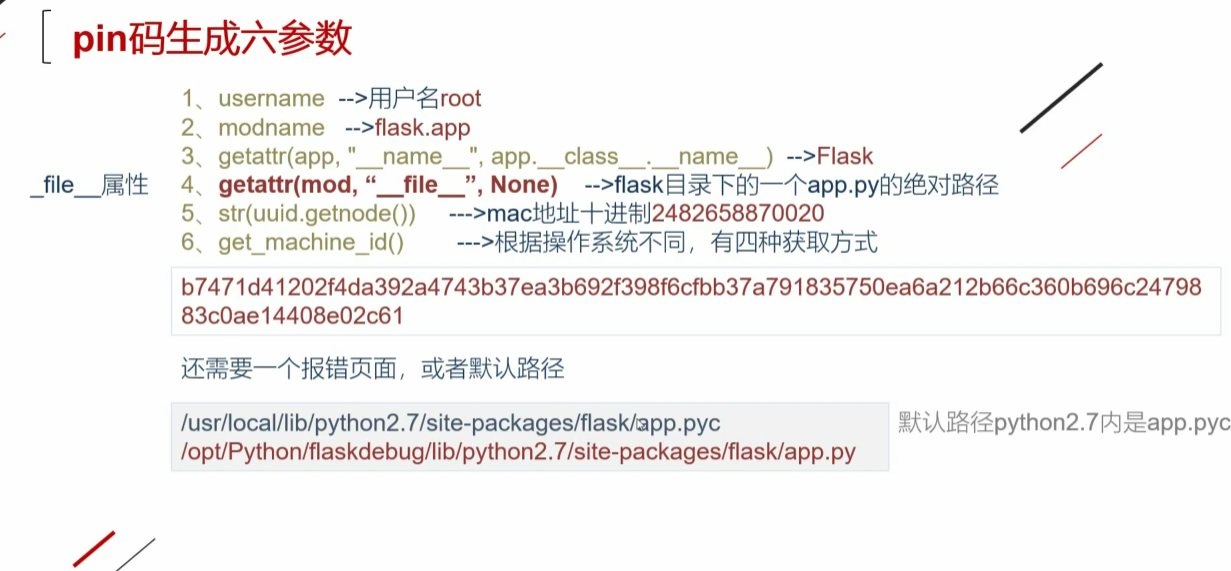 pin码生成六参数
1、username -->用户名root
2、modname -->flask.app
3、getattr(app, "__name__", app.__class__.__name__) -->Flask
_file__属性 4、getattr(mod, “__file__”, None) -->flask目录下的一个app.py的绝对路径
5、str(uuid.getnode()) --->mac地址十进制2482658870020
6、get_machine_id() --->根据操作系统不同，有四种获取方式
b7471d41202f4da392a4743b37ea3b692f398f6cfbb37a791835750ea6a212b66c360b696c24798
83c0ae14408e02c61
还需要一个报错页面，或者默认路径
/usr/local/lib/python2.7/site-packages/flask/app.pyc 默认路径python2.7内是app.pyc
/opt/Python/flaskdebug/lib/python2.7/site-packages/flask/app.py